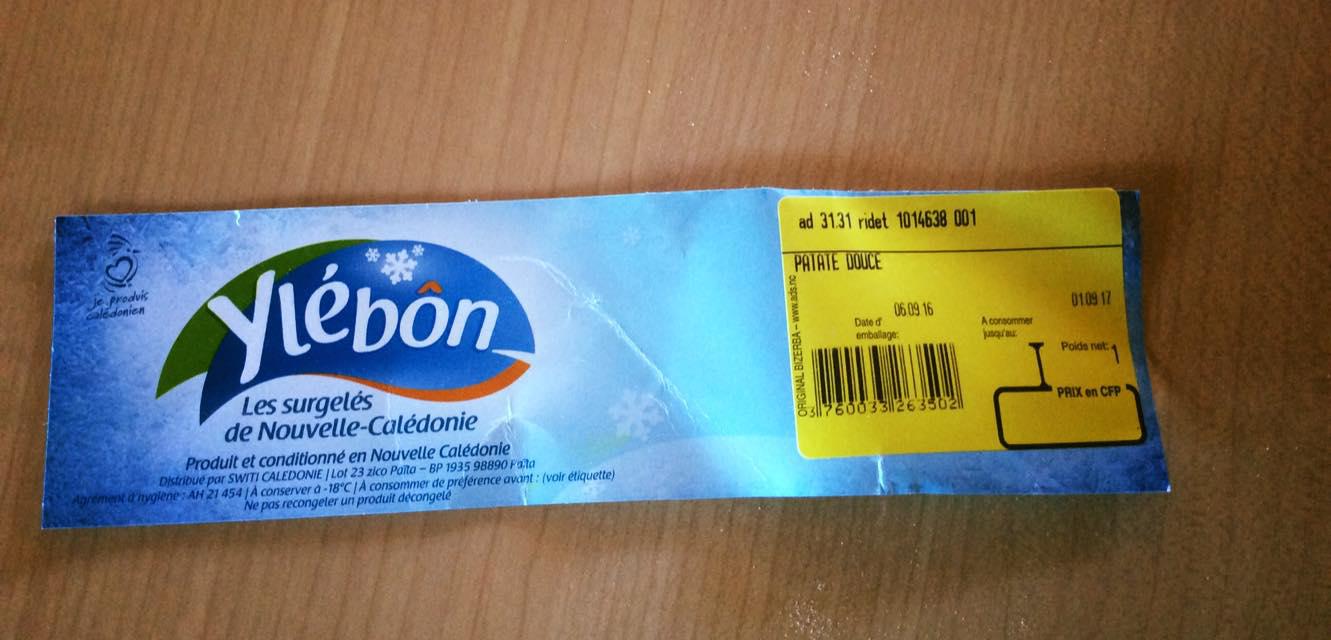 je produis
calédonien
Ylébôn
Les surgelés
de Nouvelle-Calédonie
Produit et conditionné en Nouvelle Calédonie
Distribué par SWITI CALEDONIE | Lot 23 zico Païta – BP 1935 98890 Païta
Agrément d'hygiène : AH 21 454 | À conserver à -18°C | À consommer de préférence avant : (voir étiquette)
Ne pas recongeler un produit décongelé
ad 31.31 ridet 1014638 001
PATATE DOUCE
06 09 16
01 09 17
Date d'
emballage:
A consommer
jusqu'au:
Poids net: 1
PRIX en CFP
3 760033 263502
ORIGINAL BIZERBA – www.ads.nc